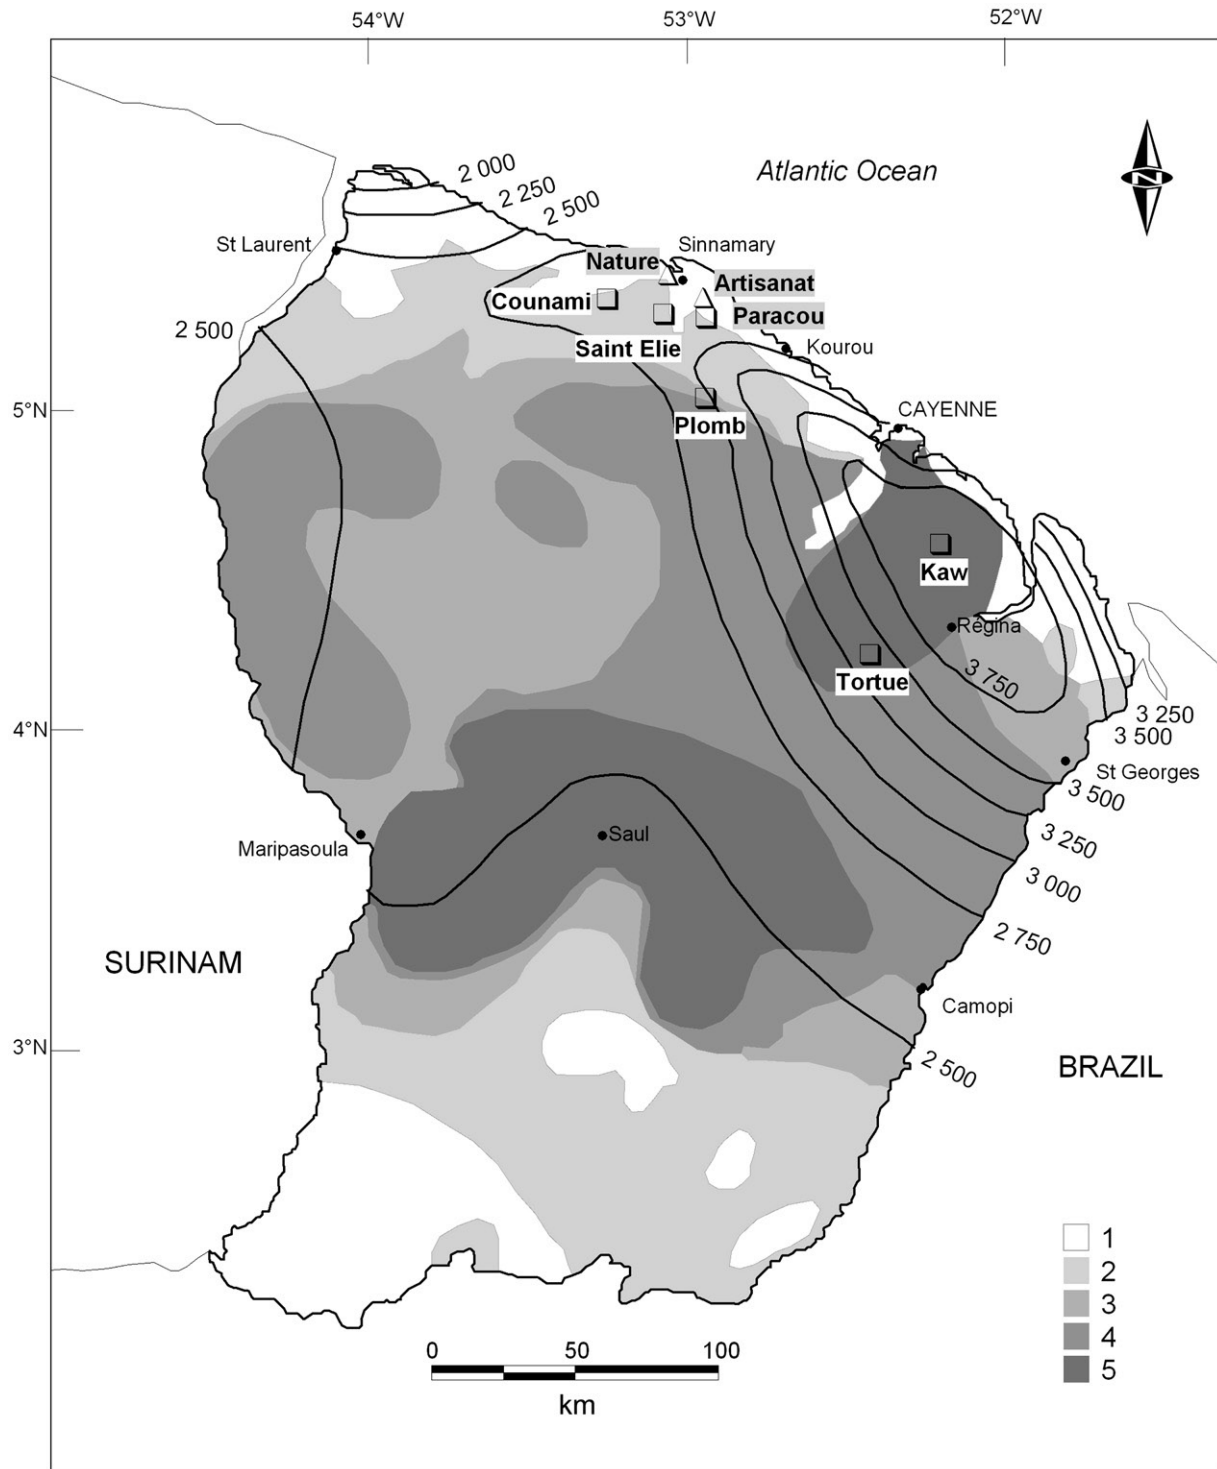 54°W
53°W
52°W
Atlantic Ocean
N
2 000
2 250
2 500
St Laurent
Sinnamary
Nature
Artisanat
Counami
Paracou
2 500
Saint Elie
Kourou
5°N
CAYENNE
Plomb
Kaw
Régina
Tortue
3 750
3 250
4°N
3 500
St Georges
3 500
Saul
3 250
Maripasoula
3 000
2 750
SURINAM
Camopi
3°N
2 500
BRAZIL
1
2
3
4
5
0 50 100
km